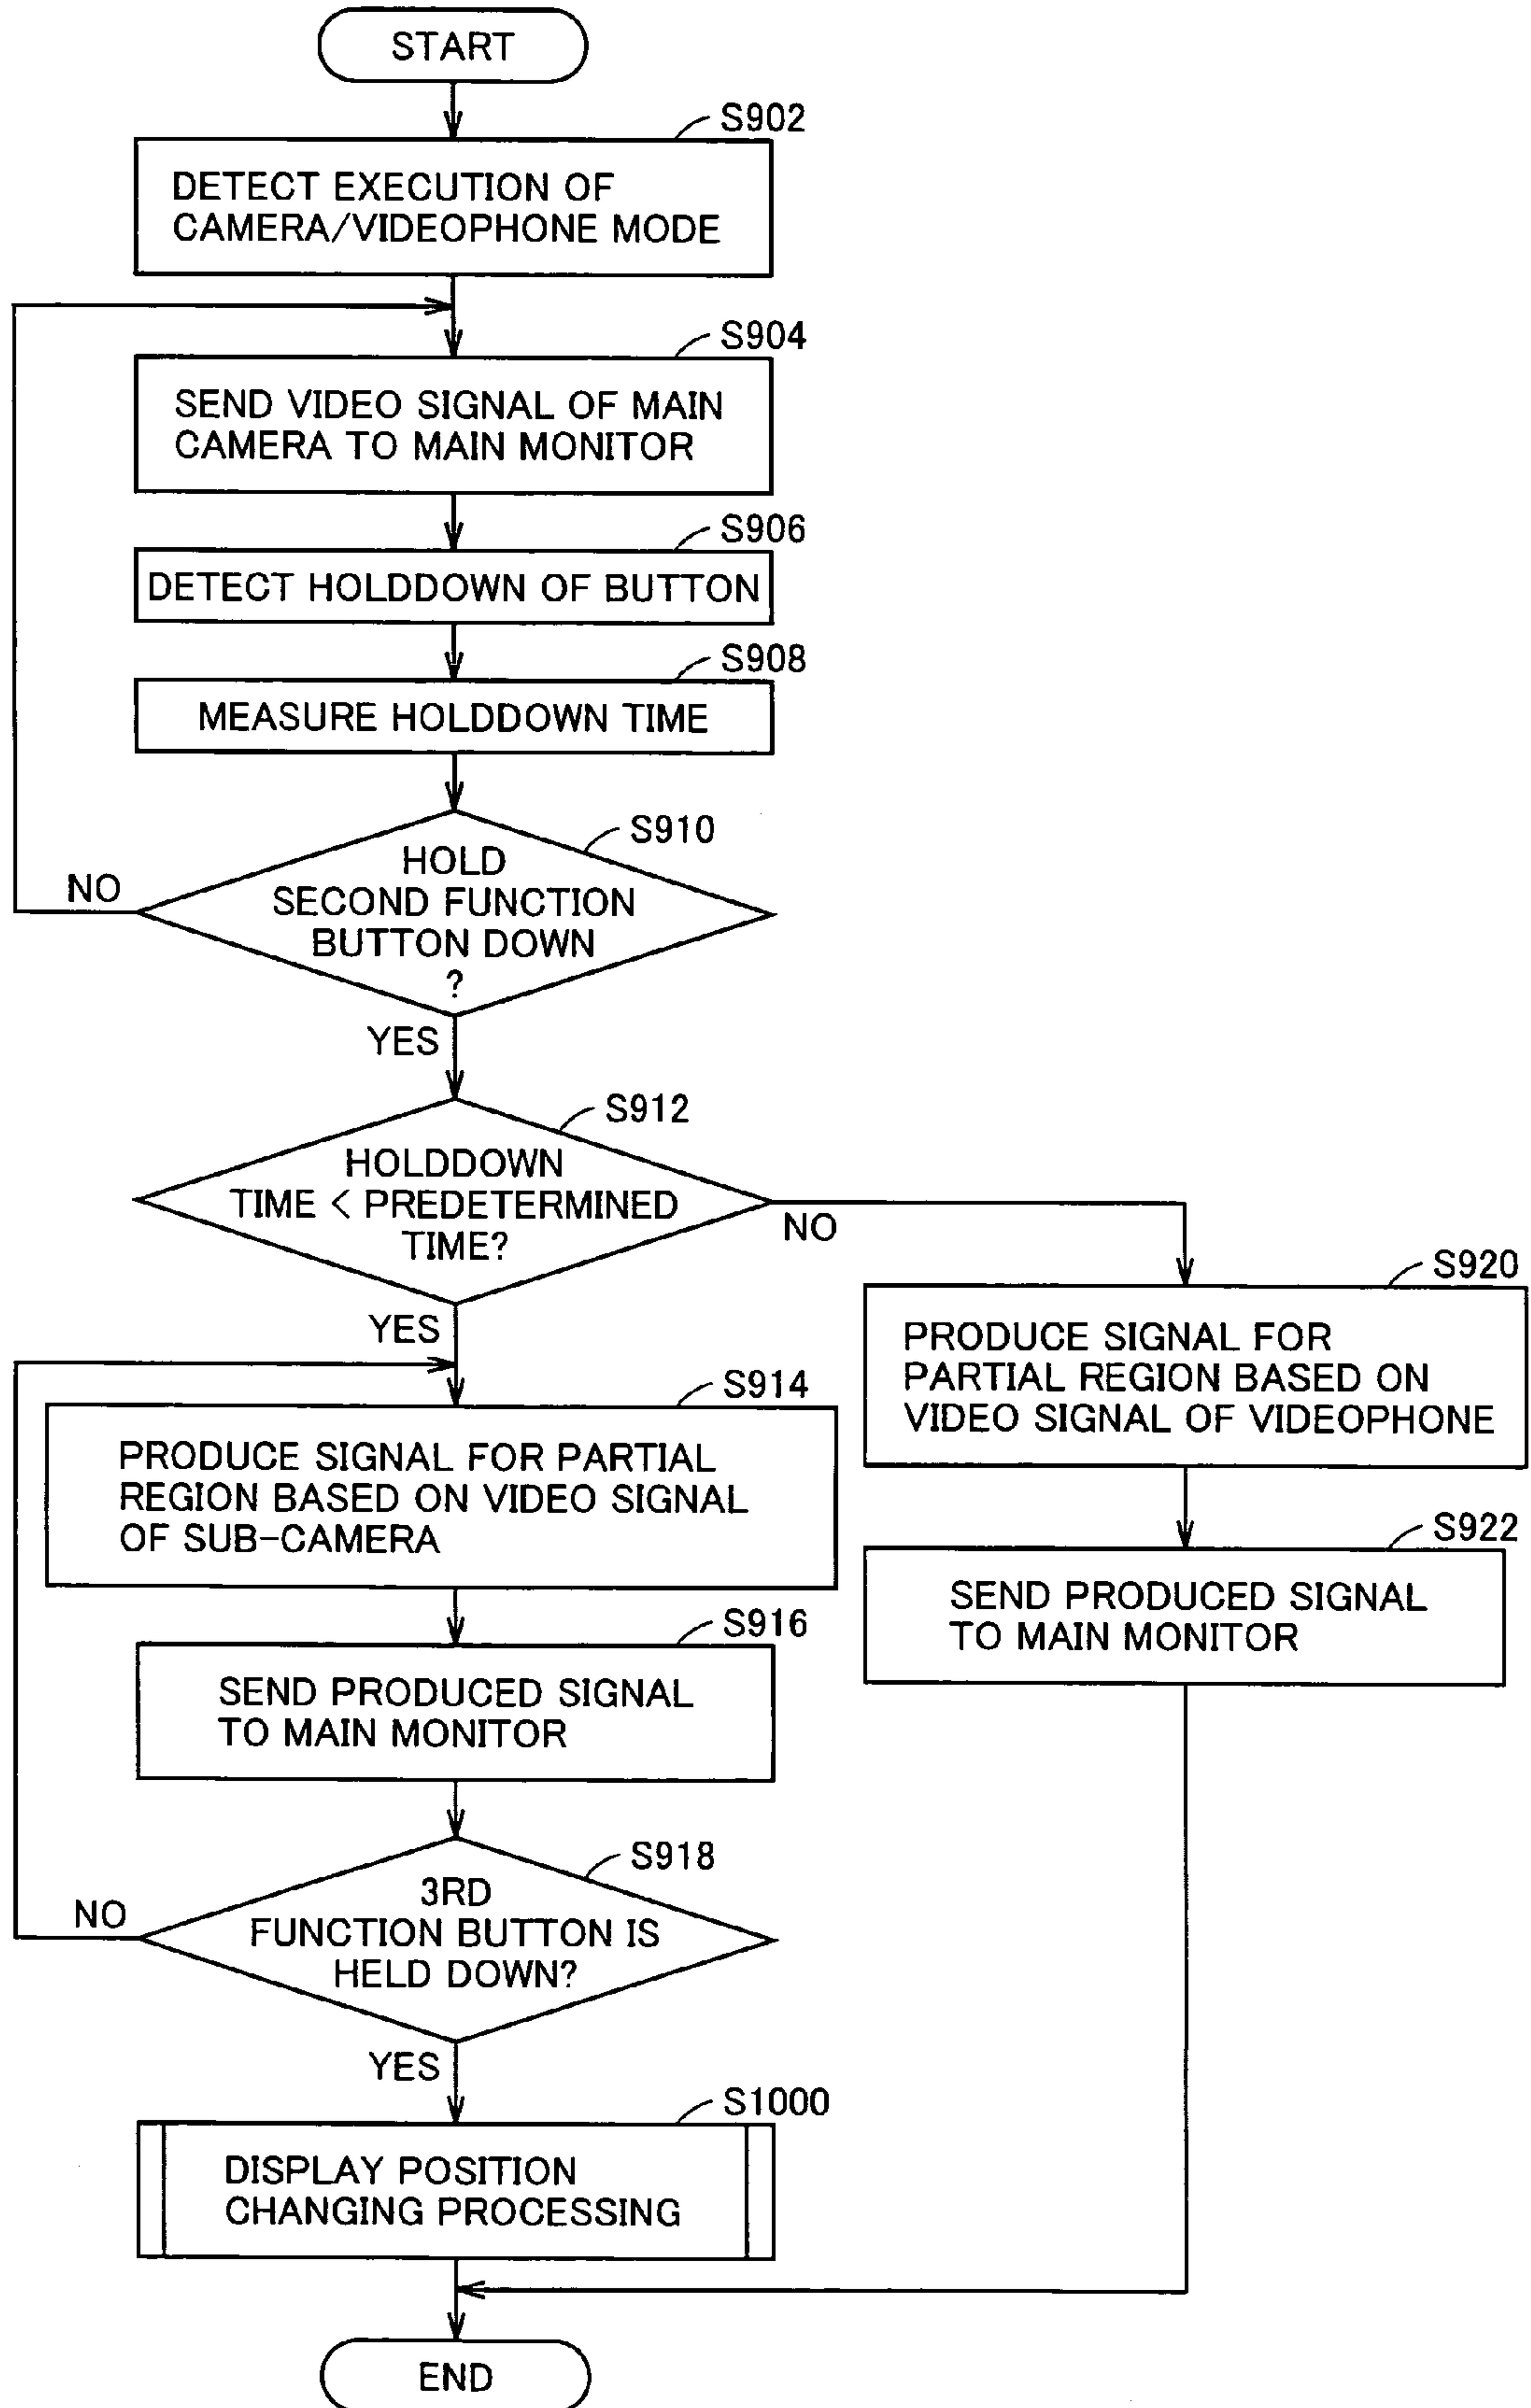 START
S902
DETECT EXECUTION OF
CAMERA/VIDEOPHONE MODE
S904
SEND VIDEO SIGNAL OF MAIN
CAMERA TO MAIN MONITOR
S906
DETECT HOLDDOWN OF BUTTON
S908
MEASURE HOLDDOWN TIME
S910
HOLD
SECOND FUNCTION
BUTTON DOWN
?
NO
YES
S912
HOLDDOWN
TIME < PREDETERMINED
TIME?
NO
YES
S920
PRODUCE SIGNAL FOR
PARTIAL REGION BASED ON
VIDEO SIGNAL OF VIDEOPHONE
S914
PRODUCE SIGNAL FOR PARTIAL
REGION BASED ON VIDEO SIGNAL
OF SUB-CAMERA
S922
SEND PRODUCED SIGNAL
TO MAIN MONITOR
S916
SEND PRODUCED SIGNAL
TO MAIN MONITOR
S918
3RD
FUNCTION BUTTON IS
HELD DOWN?
NO
YES
S1000
DISPLAY POSITION
CHANGING PROCESSING
END